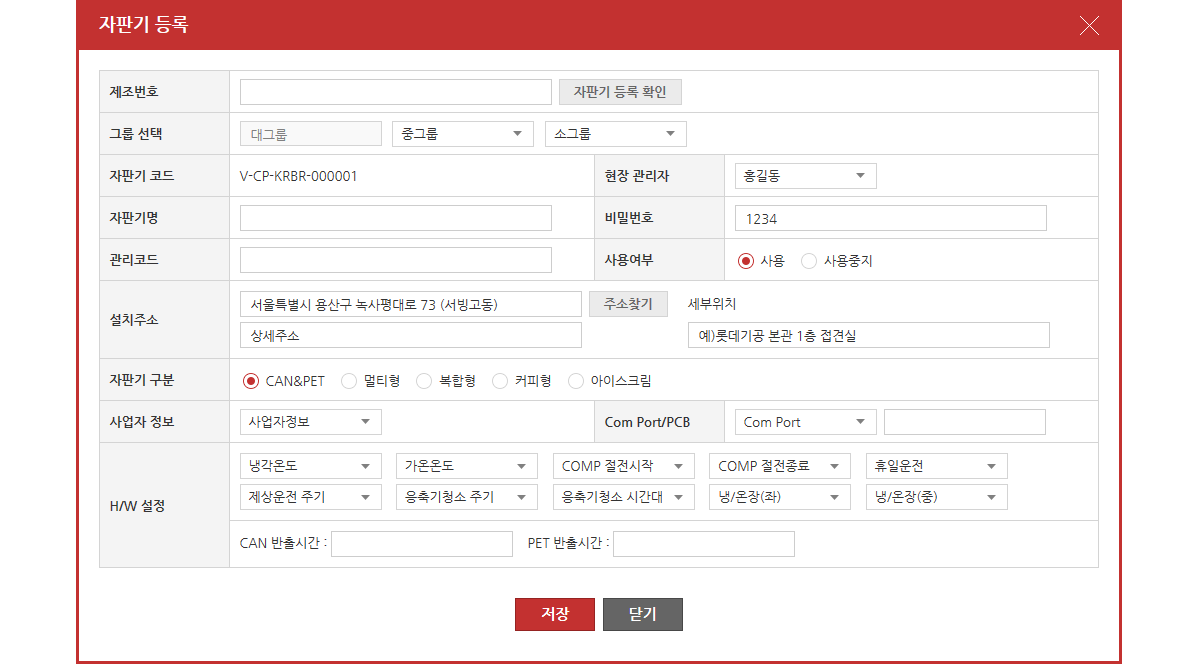 자판기 등록
제조번호 자판기 등록 확인
그룹 선택 대그룹 중그룹 소그룹
자판기 코드 V-CP-KRBR-000001 현장 관리자 홍길동
자판기명 비밀번호 1234
관리코드 사용여부 사용 사용중지
설치주소 서울특별시 용산구 녹사평대로 73 (서빙고동) 주소찾기 세부위치
상세주소 예)롯데기공 본관 1층 접견실
자판기 구분 CAN&PET 멀티형 복합형 커피형 아이스크림
사업자 정보 사업자정보 Com Port/PCB Com Port
H/W 설정 냉각온도 가온온도 COMP 절전시작 COMP 절전종료 휴일운전
제상운전 주기 응축기청소 주기 응축기청소 시간대 냉/온장(좌) 냉/온장(중)
CAN 반출시간 : PET 반출시간 :
저장 닫기